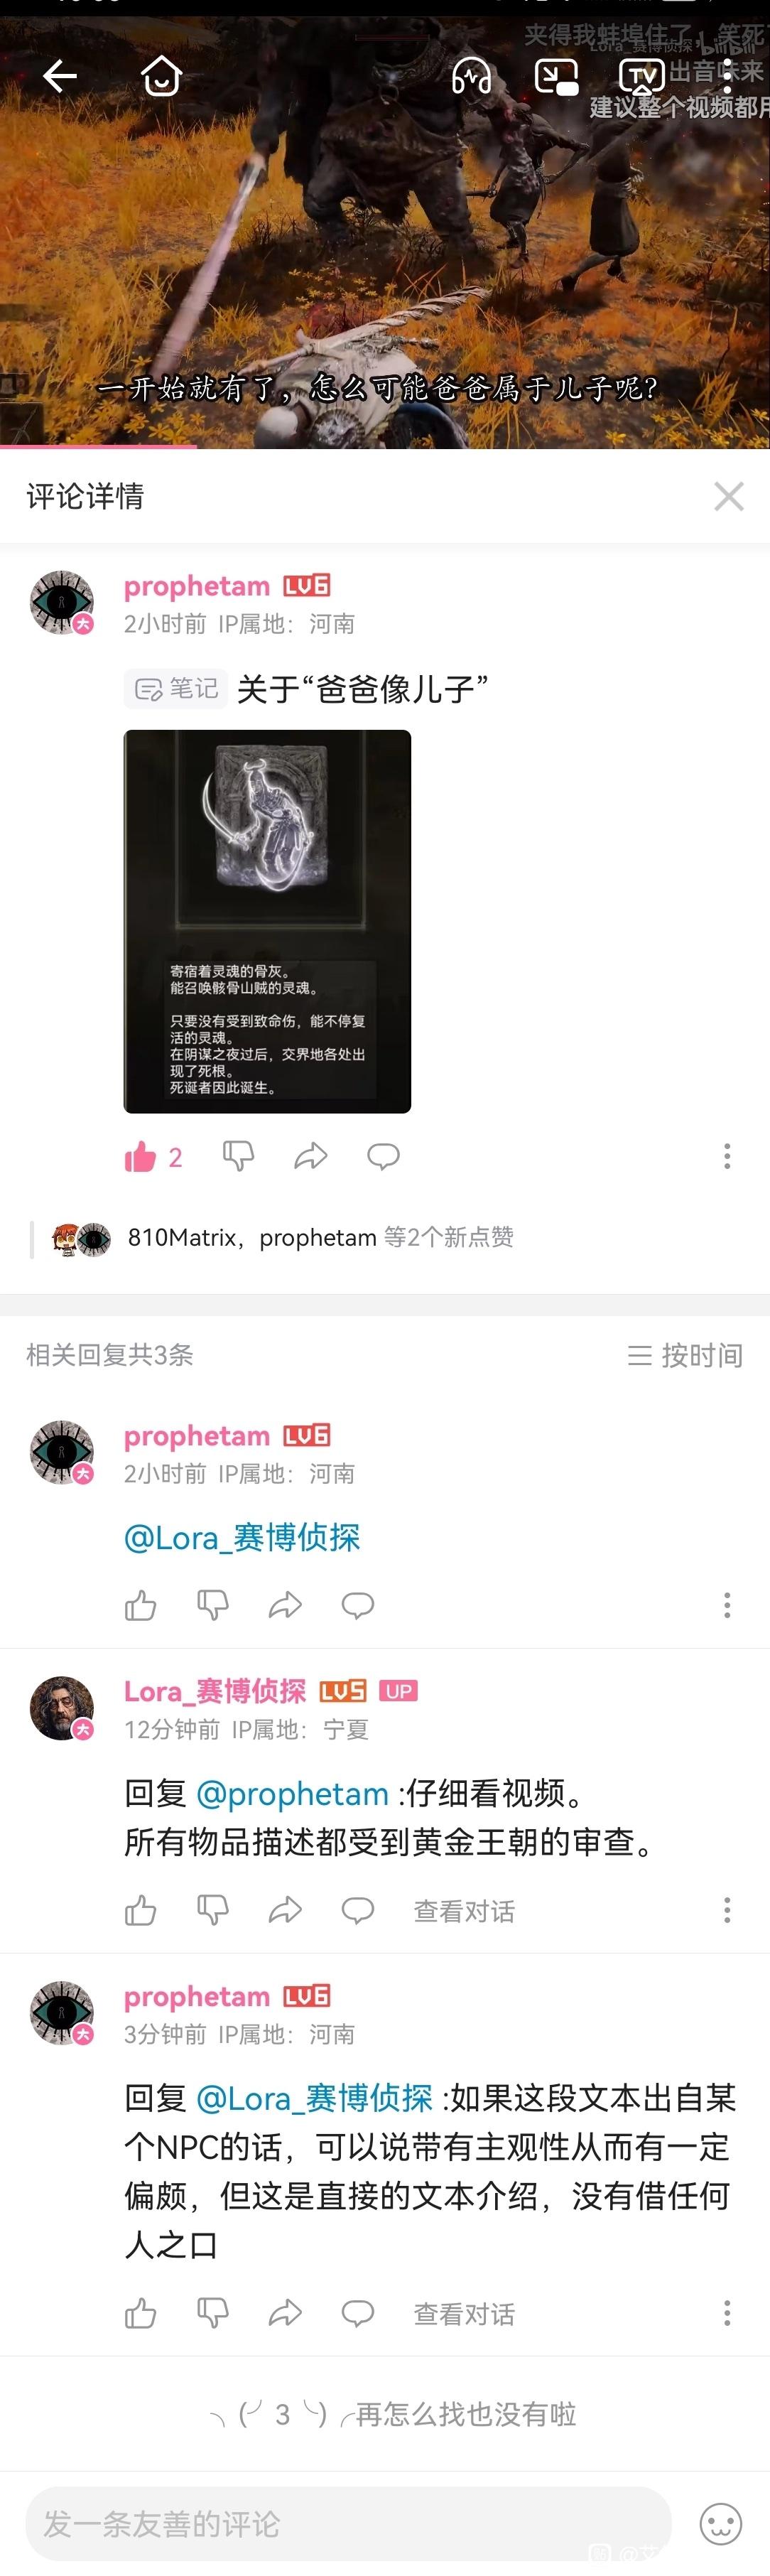 夹得我蚌埠住了，笑死
Lora_赛博侦探 bilibili
出音味来
TV
建议整个视频都用
一开始就有了，怎么可能爸爸属于儿子呢？
评论详情
prophetam LV6
2小时前 IP属地：河南
笔记 关于“爸爸像儿子”
寄宿着灵魂的骨灰。
能召唤骸骨山贼的灵魂。
只要没有受到致命伤，能不停复
活的灵魂。
在阴谋之夜过后，交界地各处出
现了死根。
死诞者因此诞生。
2
810Matrix，prophetam 等2个新点赞
相关回复共3条
按时间
prophetam LV6
2小时前 IP属地：河南
@Lora_赛博侦探
Lora_赛博侦探 LV5 UP
12分钟前 IP属地：宁夏
回复 @prophetam :仔细看视频。
所有物品描述都受到黄金王朝的审查。
查看对话
prophetam LV6
3分钟前 IP属地：河南
回复 @Lora_赛博侦探 :如果这段文本出自某
个NPC的话，可以说带有主观性从而有一定
偏颇，但这是直接的文本介绍，没有借任何
人之口
查看对话
╮(╯3╰)╭再怎么找也没有啦
发一条友善的评论